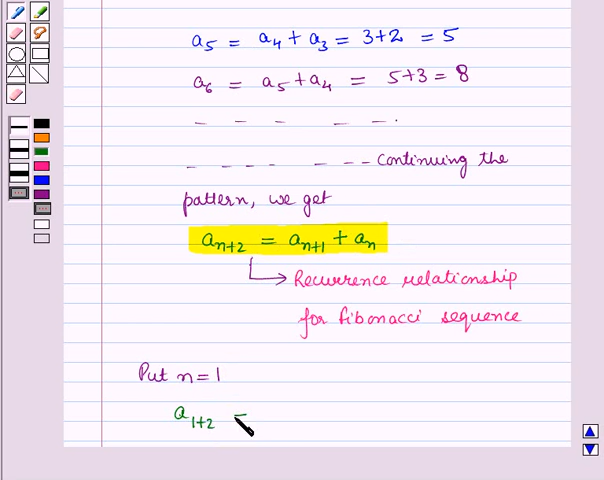 a₅ = a₄ + a₃ = 3+2 = 5
a₆ = a₅ + a₄ = 5+3 = 8
_ _ _ _ _ .
_ _ _ _ _ _ _ continuing the
pattern, we get
aₙ₊₂ = aₙ₊₁ + aₙ
↳ Recurrence relationship
for fibonacci sequence
Put n=1
a₁₊₂ =